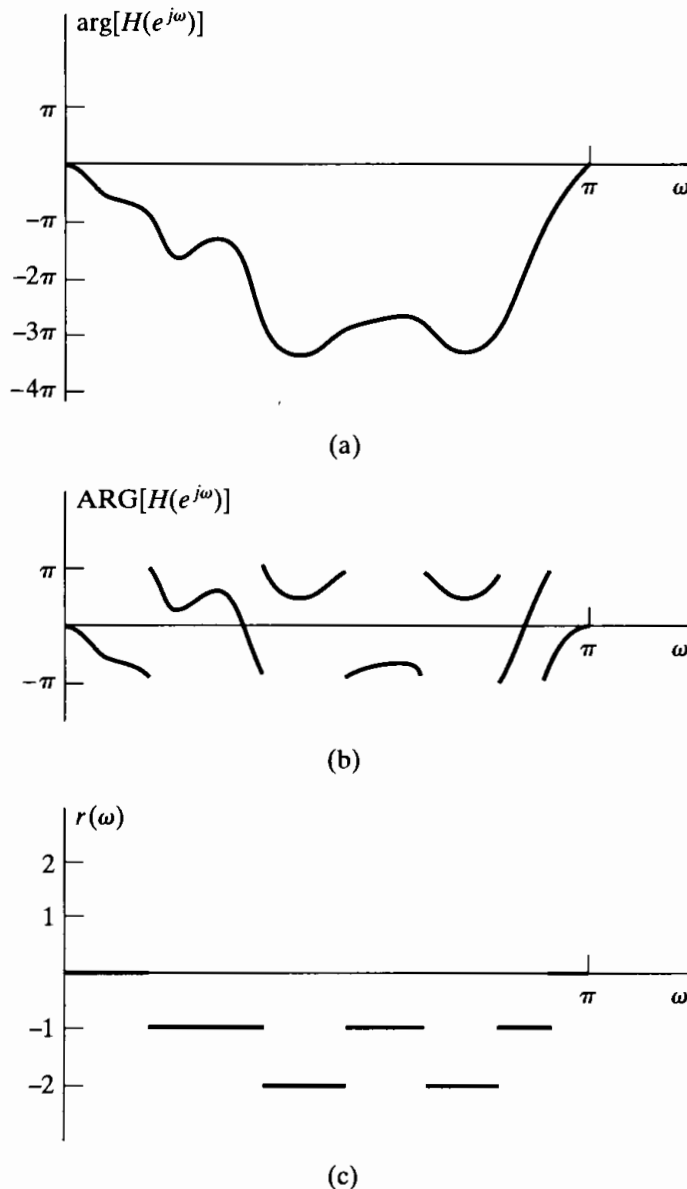 arg[H(e^{jω})]
π
π
ω
−π
−2π
−3π
−4π
(a)
ARG[H(e^{jω})]
π
π
ω
−π
(b)
r(ω)
2
1
π
ω
−1
−2
(c)